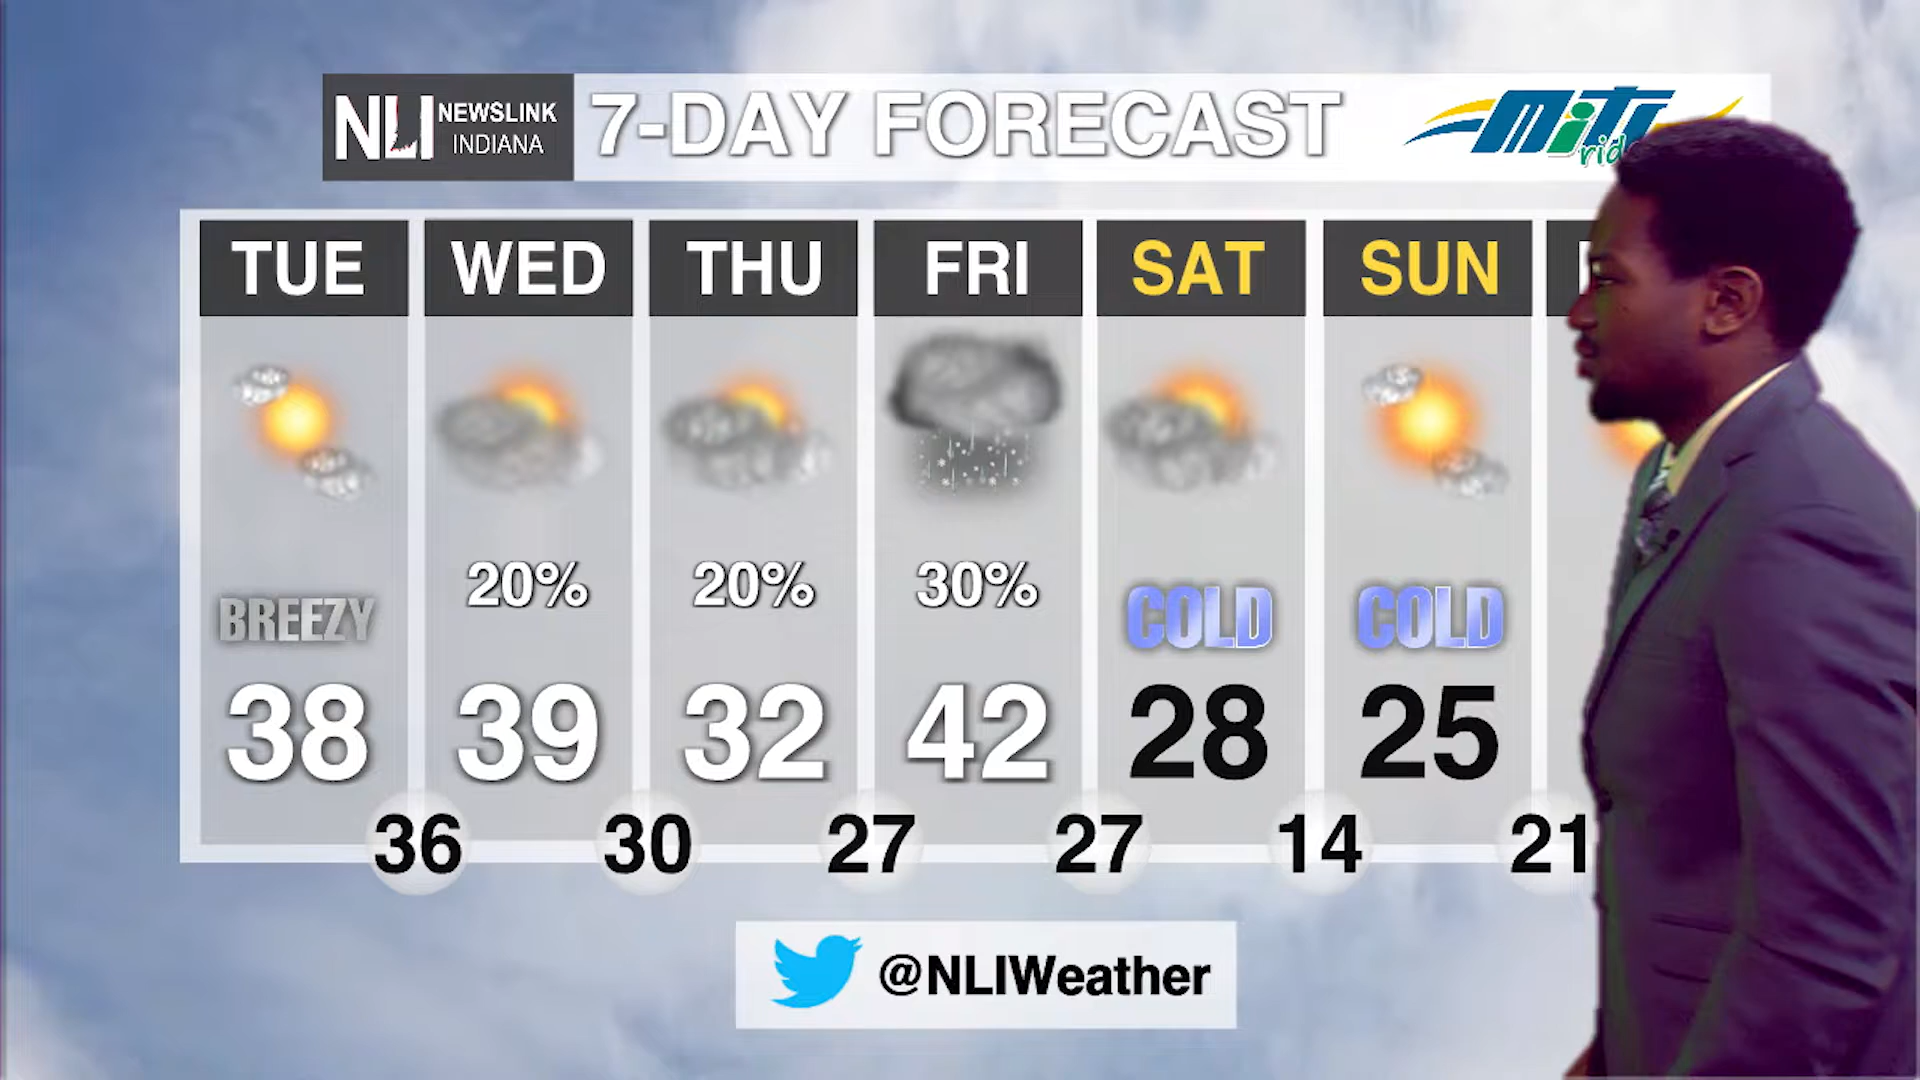 NLI NEWSLINK INDIANA
7-DAY FORECAST
MiTS
TUE WED THU FRI SAT SUN
20% 20% 30%
BREEZY COLD COLD
38 39 32 42 28 25
36 30 27 27 14 21
@NLIWeather